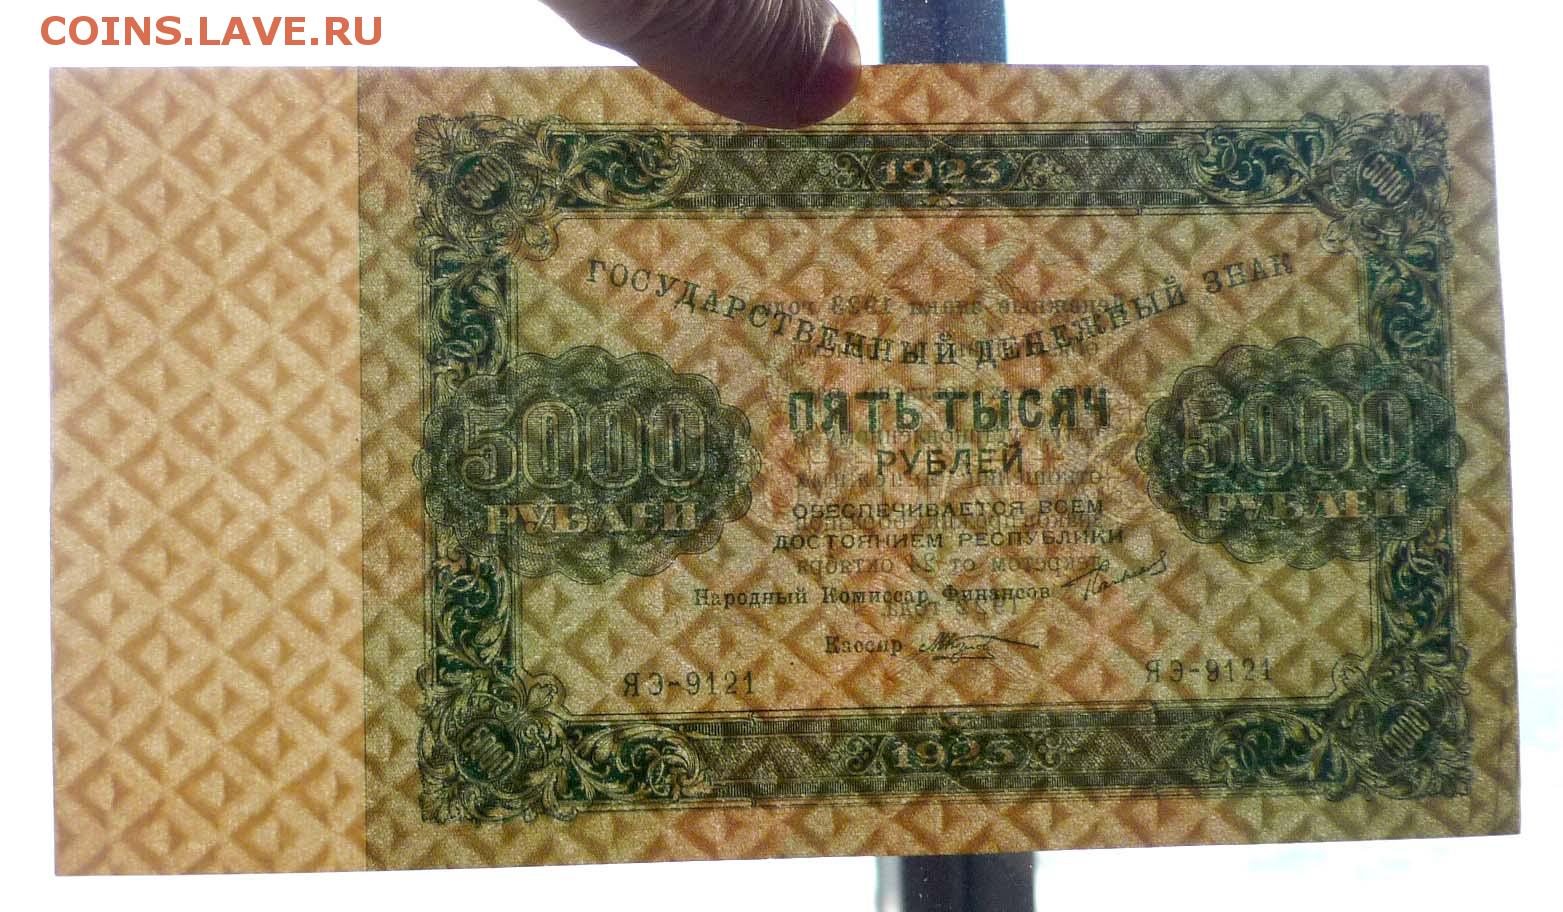 COINS.LAVE.RU
1923
ГОСУДАРСТВЕННЫЙ ДЕНЕЖНЫЙ ЗНАК
5000
РУБЛЕЙ
ПЯТЬ ТЫСЯЧ
РУБЛЕЙ
5000
РУБЛЕЙ
ОБЕСПЕЧИВАЕТСЯ ВСЕМ
ДОСТОЯНИЕМ РЕСПУБЛИКИ
Народный Комиссар Финансов
Кассир
ЯЭ-9121
ЯЭ-9121
1923